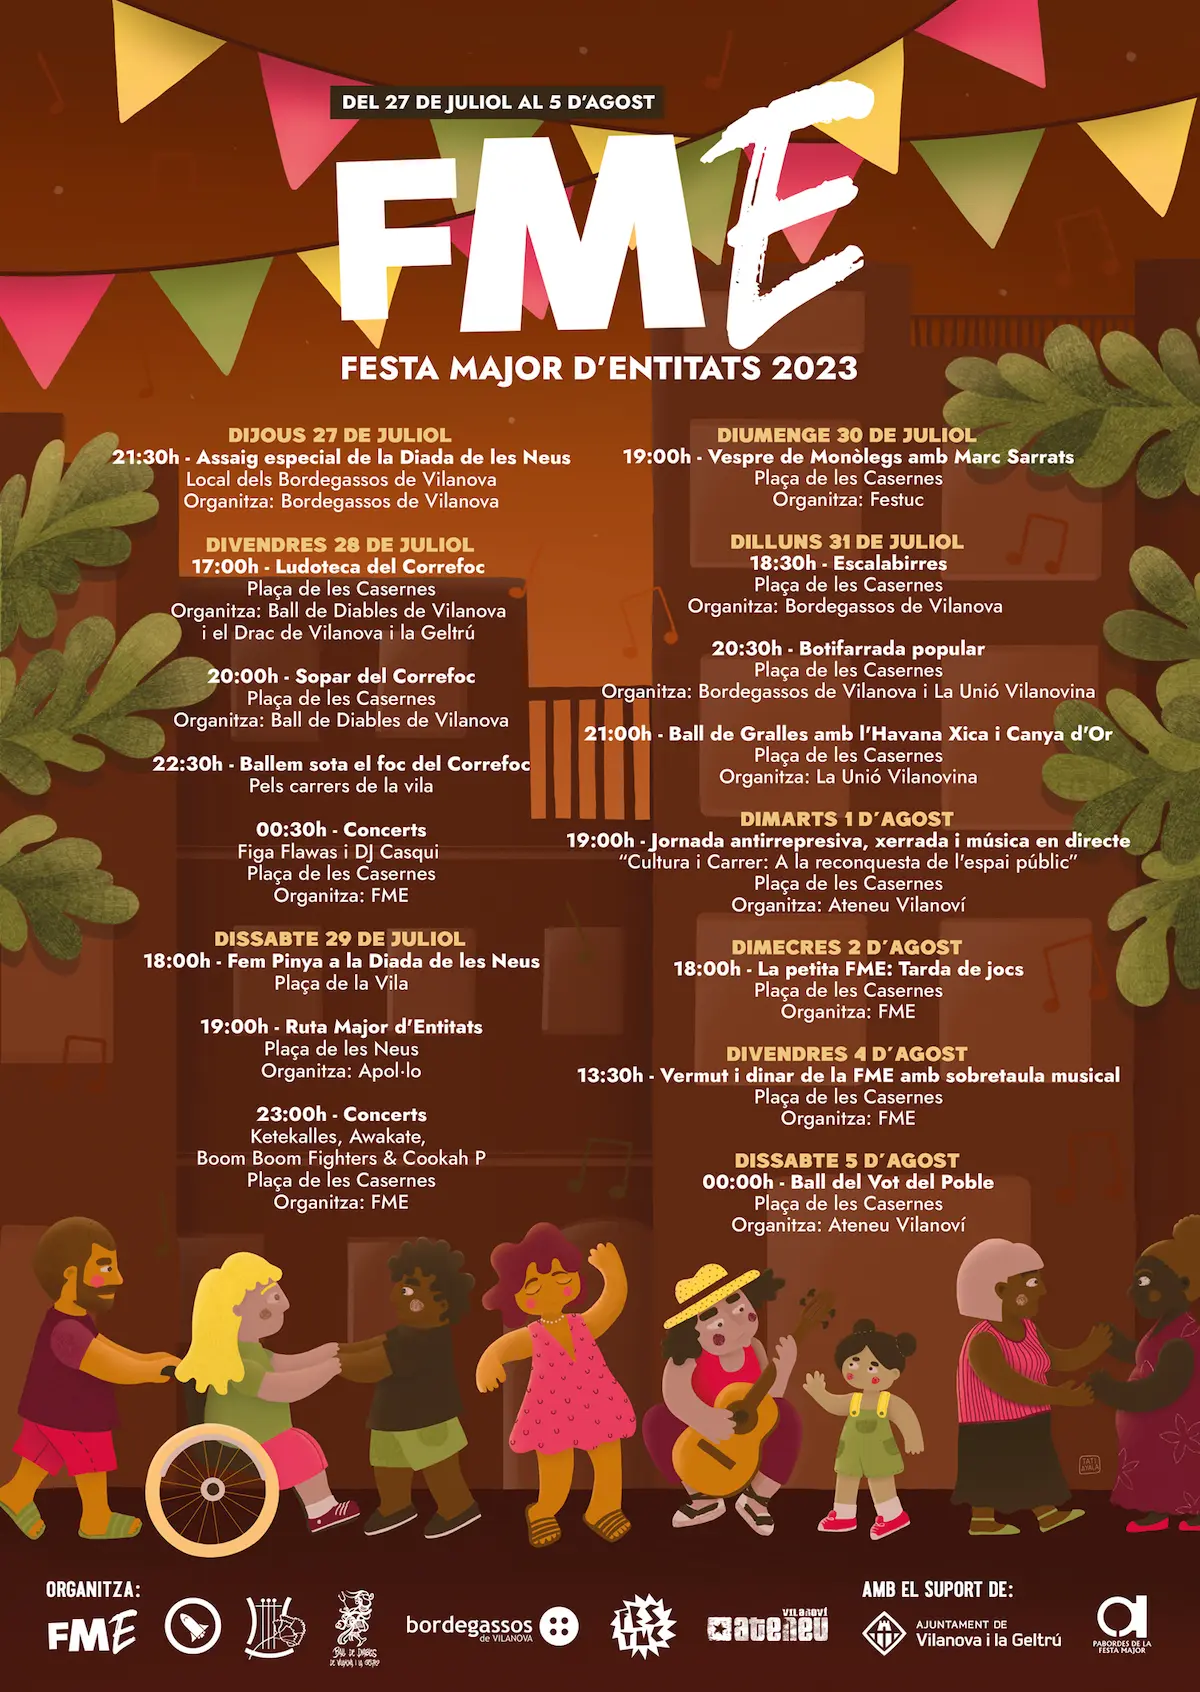 DEL 27 DE JULIOL AL 5 D'AGOST
FME
FESTA MAJOR D'ENTITATS 2023
DIJOUS 27 DE JULIOL
21:30h - Assaig especial de la Diada de les Neus
Local dels Bordegassos de Vilanova
Organitza: Bordegassos de Vilanova
DIVENDRES 28 DE JULIOL
17:00h - Ludoteca del Correfoc
Plaça de les Casernes
Organitza: Ball de Diables de Vilanova
i el Drac de Vilanova i la Geltrú
20:00h - Sopar del Correfoc
Plaça de les Casernes
Organitza: Ball de Diables de Vilanova
22:30h - Ballem sota el foc del Correfoc
Pels carrers de la vila
00:30h - Concerts
Figa Flawas i DJ Casqui
Plaça de les Casernes
Organitza: FME
DISSABTE 29 DE JULIOL
18:00h - Fem Pinya a la Diada de les Neus
Plaça de la Vila
19:00h - Ruta Major d'Entitats
Plaça de les Neus
Organitza: Apol·lo
23:00h - Concerts
Ketekalles, Awakate,
Boom Boom Fighters & Cookah P
Plaça de les Casernes
Organitza: FME
DIUMENGE 30 DE JULIOL
19:00h - Vespre de Monòlegs amb Marc Sarrats
Plaça de les Casernes
Organitza: Festuc
DILLUNS 31 DE JULIOL
18:30h - Escalabirres
Plaça de les Casernes
Organitza: Bordegassos de Vilanova
20:30h - Botifarrada popular
Plaça de les Casernes
Organitza: Bordegassos de Vilanova i La Unió Vilanovina
21:00h - Ball de Gralles amb l'Havana Xica i Canya d'Or
Plaça de les Casernes
Organitza: La Unió Vilanovina
DIMARTS 1 D'AGOST
19:00h - Jornada antirrepresiva, xerrada i música en directe
"Cultura i Carrer: A la reconquesta de l'espai públic"
Plaça de les Casernes
Organitza: Ateneu Vilanoví
DIMECRES 2 D'AGOST
18:00h - La petita FME: Tarda de jocs
Plaça de les Casernes
Organitza: FME
DIVENDRES 4 D'AGOST
13:30h - Vermut i dinar de la FME amb sobretaula musical
Plaça de les Casernes
Organitza: FME
DISSABTE 5 D'AGOST
00:00h - Ball del Vot del Poble
Plaça de les Casernes
Organitza: Ateneu Vilanoví
TATI
AYALA
ORGANITZA:
FME
BALL DE DIABLES
DE VILANOVA I LA GELTRÚ
bordegassos
de VILANOVA
FESTUC
VILANOVÍ
ateneu
AMB EL SUPORT DE:
AJUNTAMENT DE
Vilanova i la Geltrú
PABORDES DE LA
FESTA MAJOR